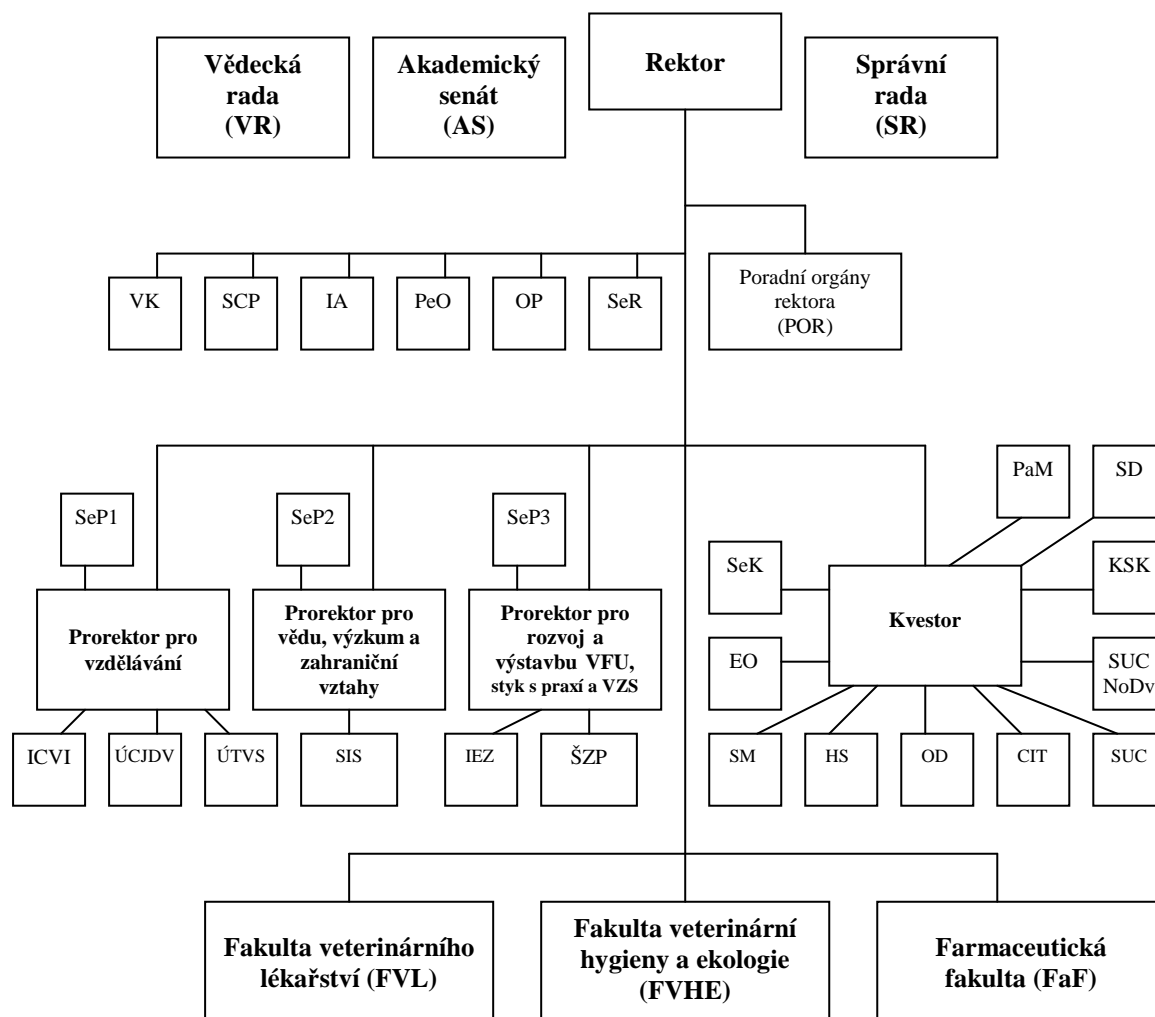 Vědecká
rada
(VR)
Akademický
senát
(AS)
Rektor
Správní
rada
(SR)
VK
SCP
IA
PeO
OP
SeR
Poradní orgány
rektora
(POR)
PaM
SD
SeP1
SeP2
SeP3
SeK
KSK
Prorektor pro
vzdělávání
Prorektor pro
vědu, výzkum a
zahraniční
vztahy
Prorektor pro
rozvoj a
výstavbu VFU,
styk s praxí a VZS
Kvestor
EO
SUC
NoDv
ICVI
ÚCJDV
ÚTVS
SIS
IEZ
ŠZP
SM
HS
OD
CIT
SUC
Fakulta veterinárního
lékařství (FVL)
Fakulta veterinární
hygieny a ekologie
(FVHE)
Farmaceutická
fakulta (FaF)